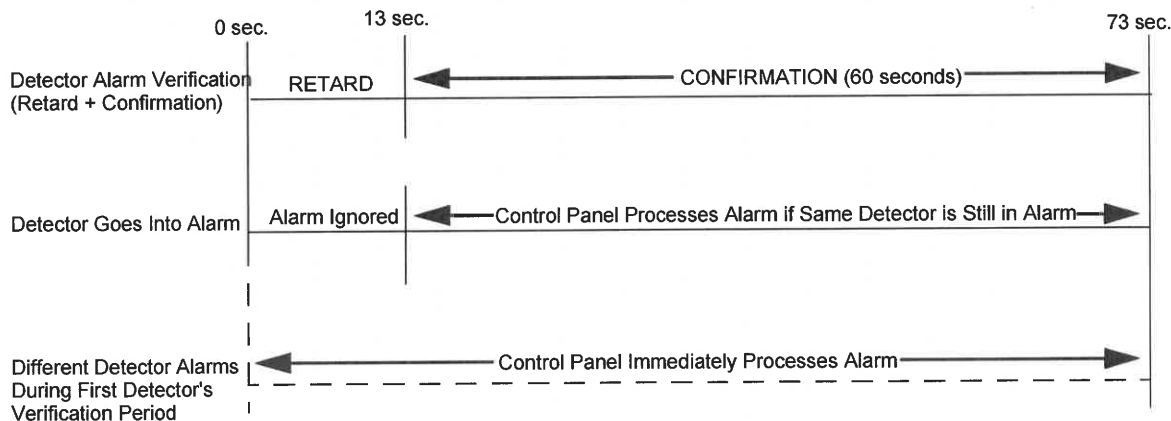 0 sec.
13 sec.
73 sec.
Detector Alarm Verification
(Retard + Confirmation)
RETARD
CONFIRMATION (60 seconds)
Detector Goes Into Alarm
Alarm Ignored
Control Panel Processes Alarm if Same Detector is Still in Alarm
Different Detector Alarms
During First Detector's
Verification Period
Control Panel Immediately Processes Alarm